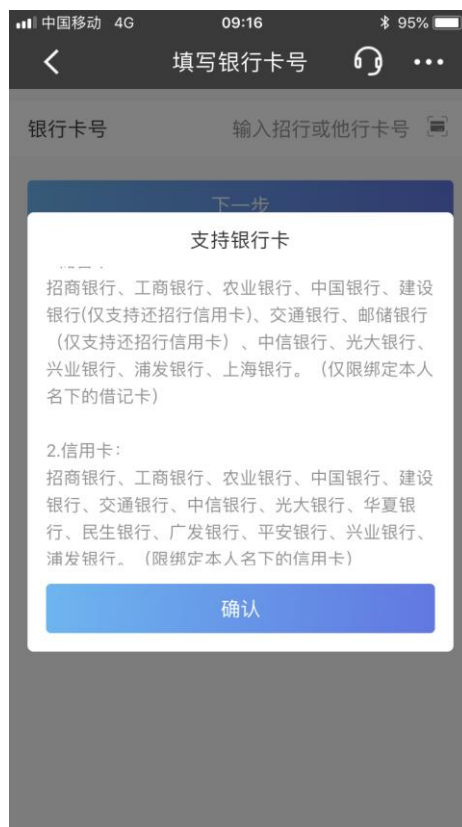 中国移动 4G 09:16 95%
填写银行卡号
银行卡号 输入招行或他行卡号
下一步
支持银行卡
招商银行、工商银行、农业银行、中国银行、建设
银行(仅支持还招行信用卡)、交通银行、邮储银行
（仅支持还招行信用卡）、中信银行、光大银行、
兴业银行、浦发银行、上海银行。（仅限绑定本人
名下的借记卡）
2.信用卡：
招商银行、工商银行、农业银行、中国银行、建设
银行、交通银行、中信银行、光大银行、华夏银
行、民生银行、广发银行、平安银行、兴业银行、
浦发银行。（限绑定本人名下的信用卡）
确认